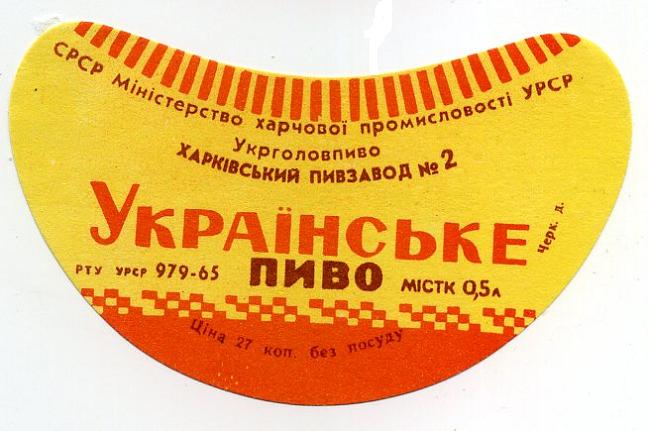 СРСР Міністерство харчової промисловості УРСР
Укрголовпиво
ХАРКІВСЬКИЙ ПИВЗАВОД № 2
УКРАЇНСЬКЕ
ПИВО
РТУ УРСР 979-65
МІСТК 0,5л
Черк. д.
Ціна 27 коп. без посуду